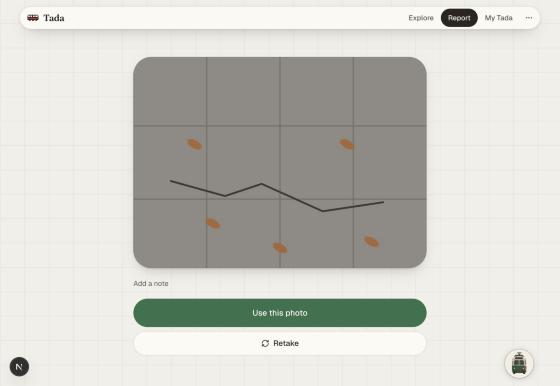 Tada
Explore
Report
My Tada
Add a note
Use this photo
Retake
N